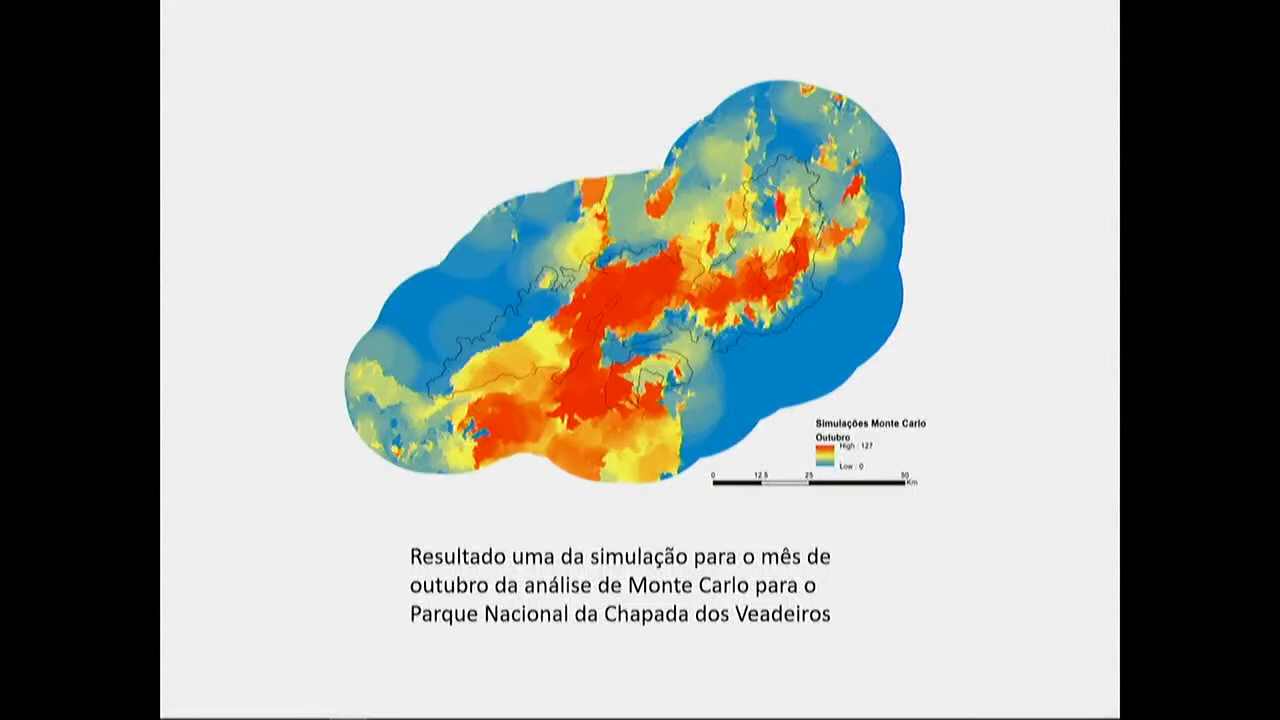 Simulações Monte Carlo
Outubro
High : 127
Low : 0
0 12.5 25 50
Km
Resultado uma da simulação para o mês de
outubro da análise de Monte Carlo para o
Parque Nacional da Chapada dos Veadeiros